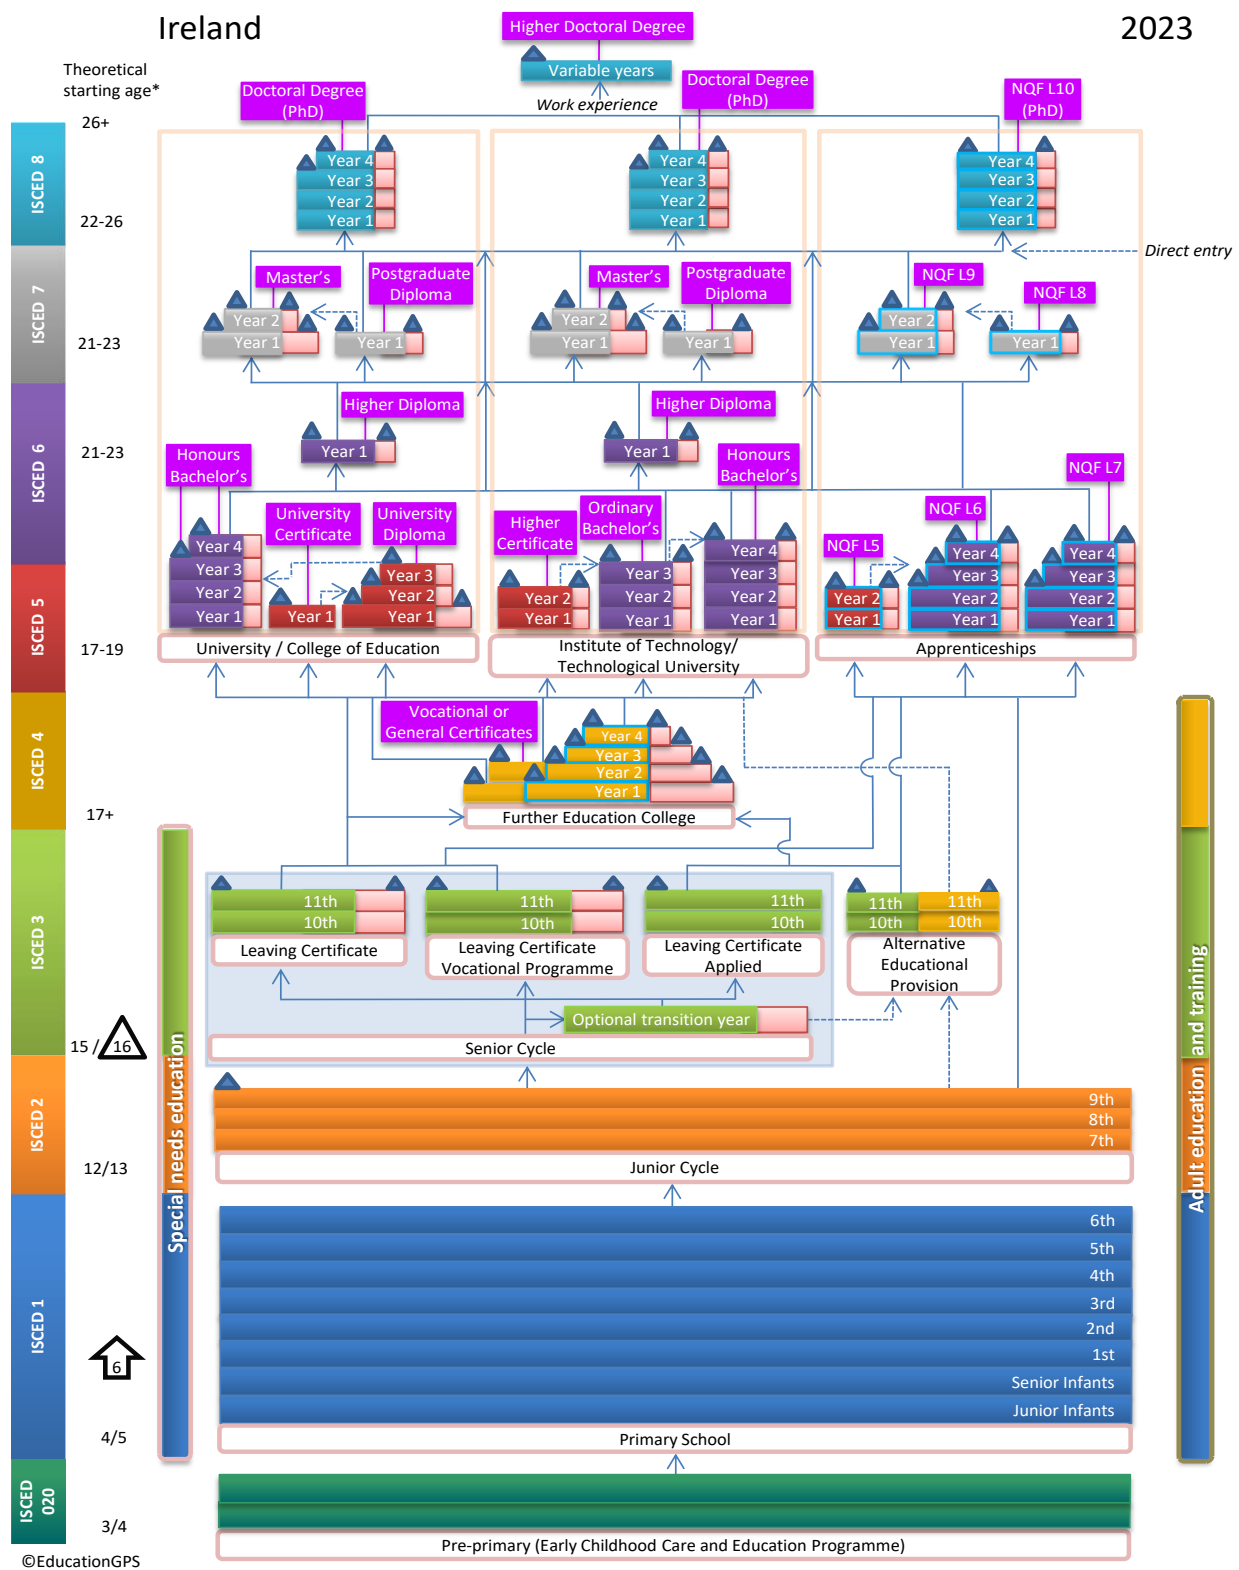 Ireland
2023
Higher Doctoral Degree
Variable years
Work experience
Theoretical
starting age*
Doctoral Degree
(PhD)
Doctoral Degree
(PhD)
NQF L10
(PhD)
26+
ISCED 8
Year 4
Year 3
Year 2
Year 1
Year 4
Year 3
Year 2
Year 1
Year 4
Year 3
Year 2
Year 1
22-26
Direct entry
ISCED 7
Master's
Postgraduate
Diploma
Master's
Postgraduate
Diploma
NQF L9
NQF L8
Year 2
Year 1
Year 1
Year 2
Year 1
Year 1
Year 2
Year 1
Year 1
21-23
ISCED 6
Higher Diploma
Higher Diploma
Year 1
Year 1
21-23
Honours
Bachelor's
Honours
Bachelor's
NQF L7
University
Certificate
University
Diploma
Higher
Certificate
Ordinary
Bachelor's
NQF L6
NQF L5
Year 4
Year 3
Year 2
Year 1
Year 1
Year 3
Year 2
Year 1
Year 2
Year 1
Year 3
Year 2
Year 1
Year 4
Year 3
Year 2
Year 1
Year 2
Year 1
Year 4
Year 3
Year 2
Year 1
Year 4
Year 3
Year 2
Year 1
ISCED 5
17-19
University / College of Education
Institute of Technology/
Technological University
Apprenticeships
ISCED 4
Vocational or
General Certificates
Year 4
Year 3
Year 2
Year 1
17+
Further Education College
ISCED 3
11th
10th
11th
10th
11th
10th
11th
10th
11th
10th
Leaving Certificate
Leaving Certificate
Vocational Programme
Leaving Certificate
Applied
Alternative
Educational
Provision
Optional transition year
Senior Cycle
15 /
16
ISCED 2
9th
8th
7th
Junior Cycle
12/13
Special needs education
Adult education and training
ISCED 1
6th
5th
4th
3rd
2nd
1st
Senior Infants
Junior Infants
6
4/5
Primary School
ISCED
020
3/4
Pre-primary (Early Childhood Care and Education Programme)
©EducationGPS